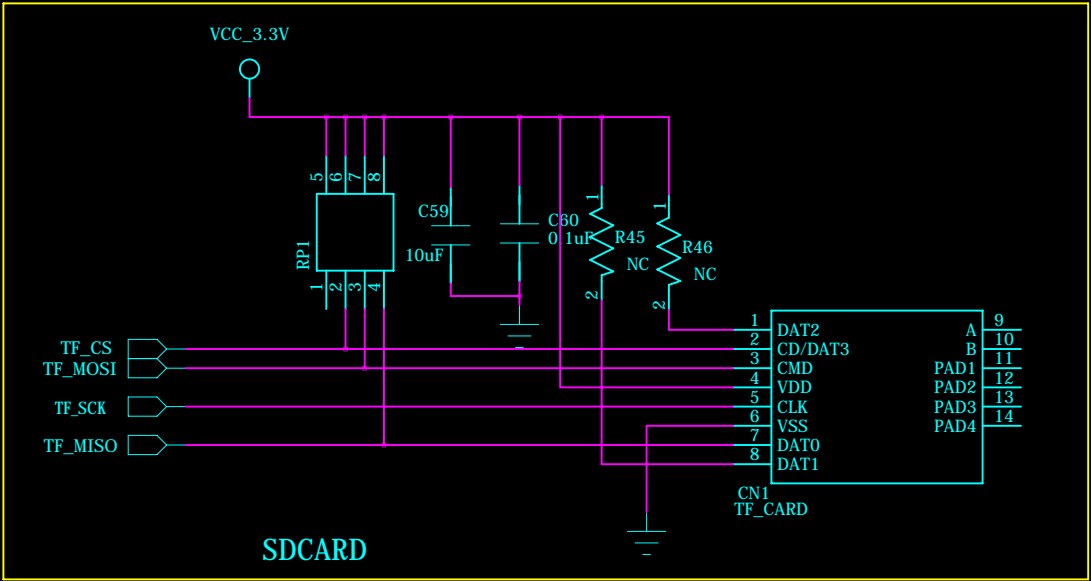 VCC_3.3V
5
6
7
8
RP1
1
2
3
4
C59
10uF
C60
0.1uF
1
R45
NC
2
1
R46
NC
2
TF_CS
TF_MOSI
TF_SCK
TF_MISO
1 DAT2
2 CD/DAT3
3 CMD
4 VDD
5 CLK
6 VSS
7 DAT0
8 DAT1
A 9
B 10
PAD1 11
PAD2 12
PAD3 13
PAD4 14
CN1
TF_CARD
SDCARD